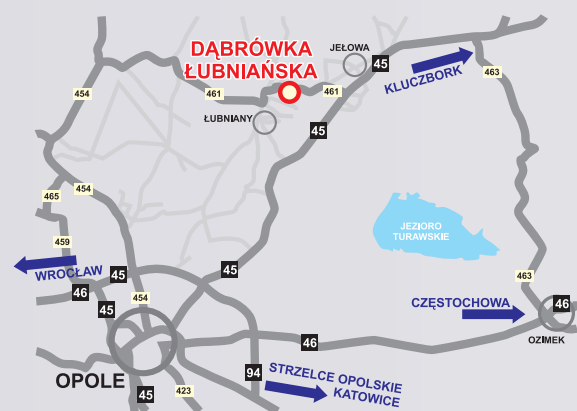 DĄBRÓWKA
ŁUBNIAŃSKA
JEŁOWA
45
KLUCZBORK
463
454
461
461
ŁUBNIANY
45
454
465
459
JEZIORO
TURAWSKIE
WROCŁAW
45
45
463
46
45
454
CZĘSTOCHOWA
46
OZIMEK
46
OPOLE
94
STRZELCE OPOLSKIE
KATOWICE
45
423